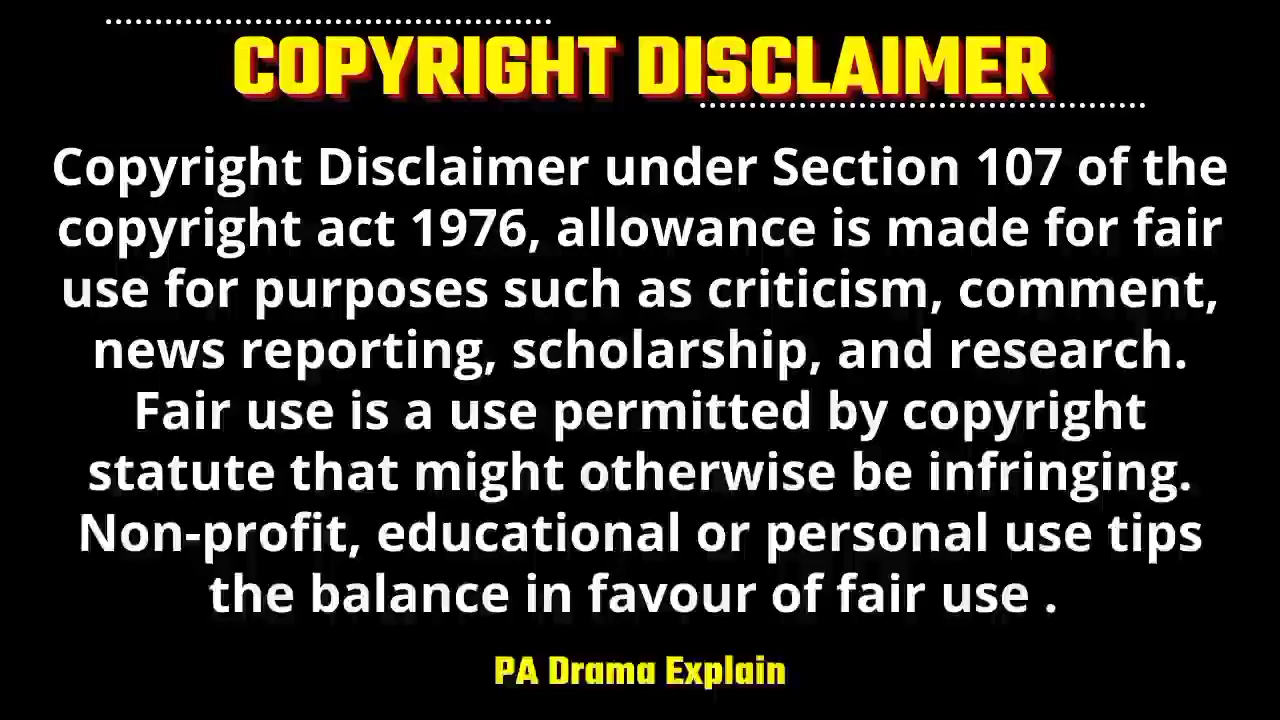 COPYRIGHT DISCLAIMER
Copyright Disclaimer under Section 107 of the
copyright act 1976, allowance is made for fair
use for purposes such as criticism, comment,
news reporting, scholarship, and research.
Fair use is a use permitted by copyright
statute that might otherwise be infringing.
Non-profit, educational or personal use tips
the balance in favour of fair use .
PA Drama Explain